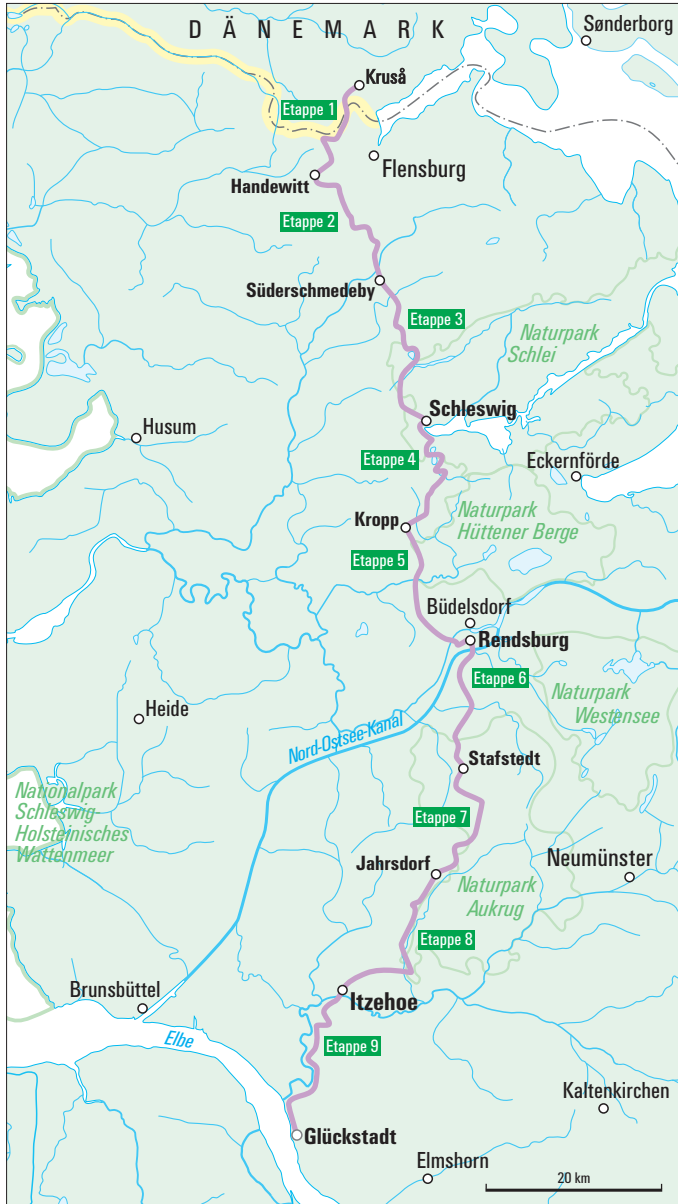 DÄNEMARK
Sønderborg
Kruså
Etappe 1
Flensburg
Handewitt
Etappe 2
Süderschmedeby
Etappe 3
Naturpark
Schlei
Schleswig
Husum
Etappe 4
Eckernförde
Naturpark
Hüttener Berge
Kropp
Etappe 5
Büdelsdorf
Rendsburg
Etappe 6
Naturpark
Westensee
Heide
Nord-Ostsee-Kanal
Stafstedt
Nationalpark
Schleswig-
Holsteinisches
Wattenmeer
Etappe 7
Neumünster
Jahrsdorf
Naturpark
Aukrug
Etappe 8
Brunsbüttel
Itzehoe
Elbe
Etappe 9
Kaltenkirchen
Glückstadt
Elmshorn
20 km